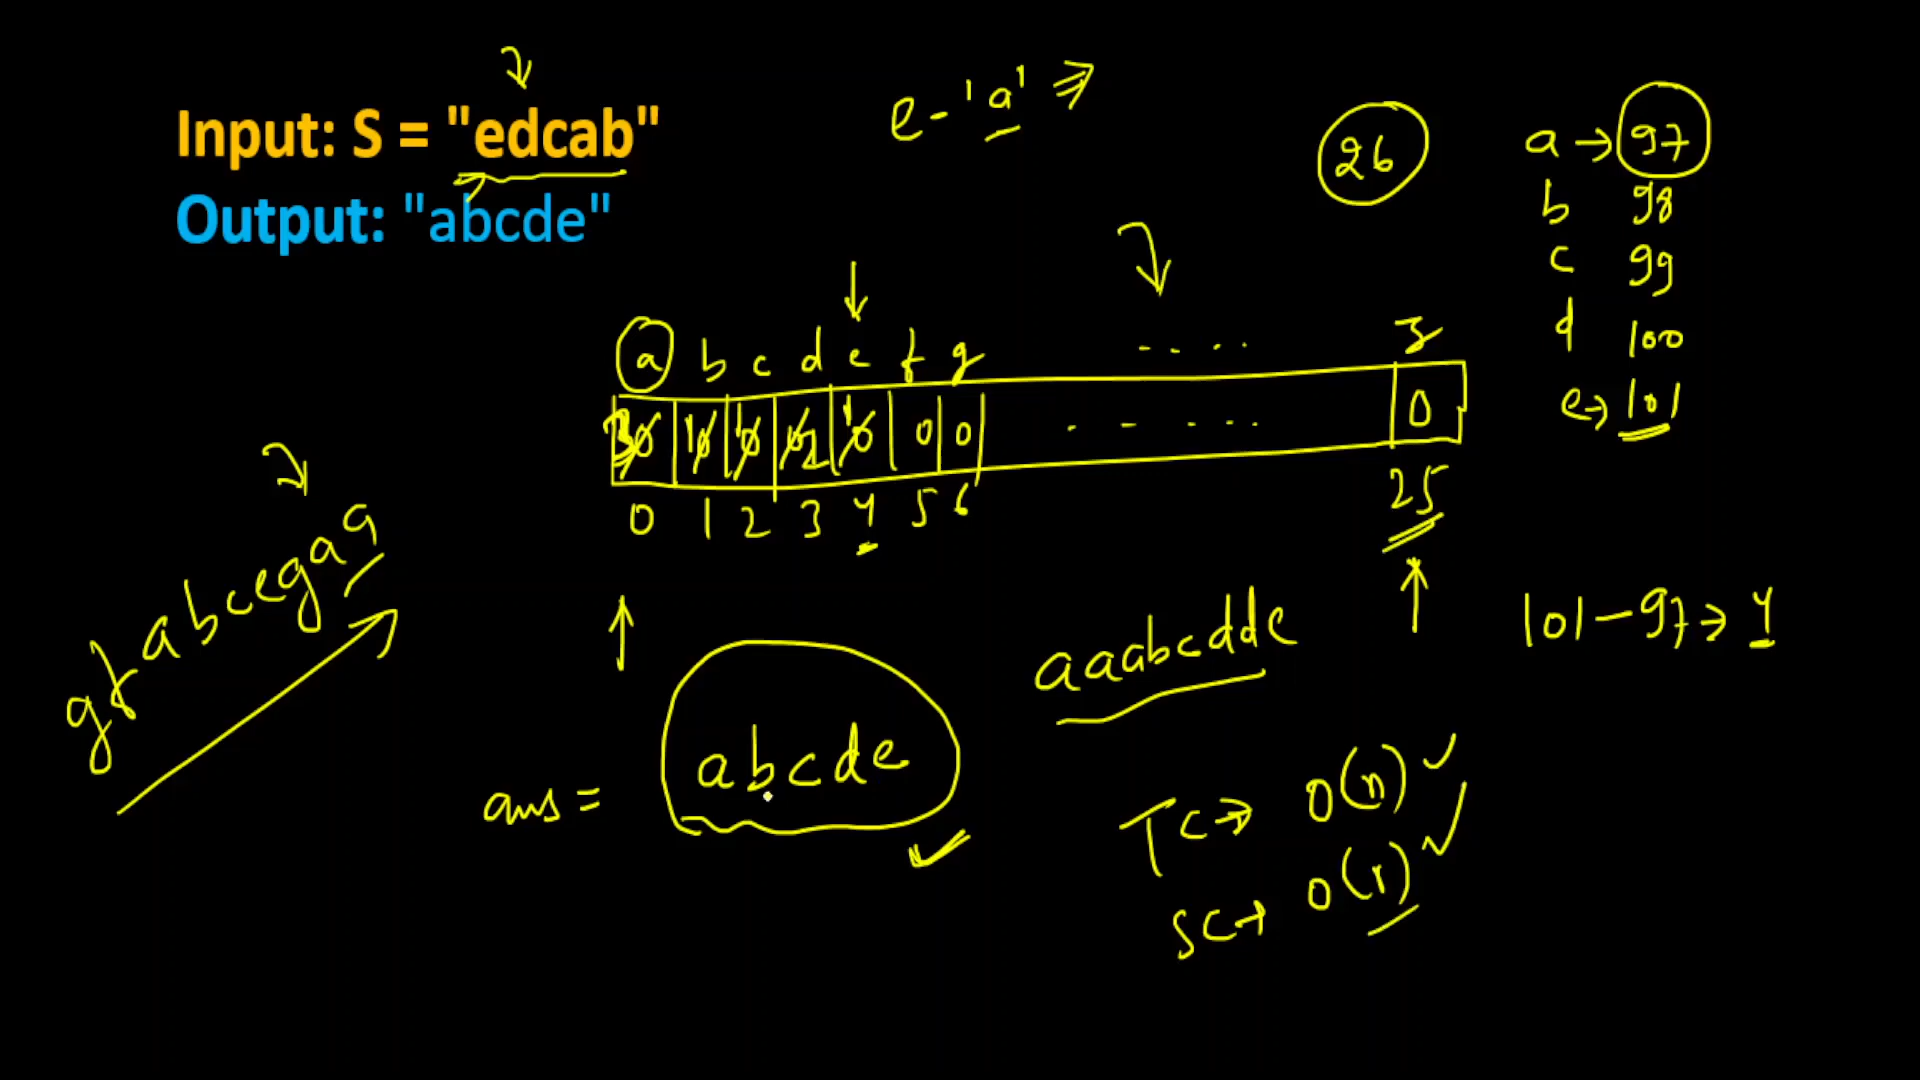 Input: S = "edcab"
Output: "abcde"
e - 'a' ⇒
26
a → 97
b 98
c 99
d 100
e → 101
a b c d e f g - - . . z
0 0 . - . . . 0
0 1 2 3 4 5 6 25
101 - 97 → 4
gfabcegaa
aaabcdde
ans = abcde
TC → O(n) ✓
SC → O(1) ✓